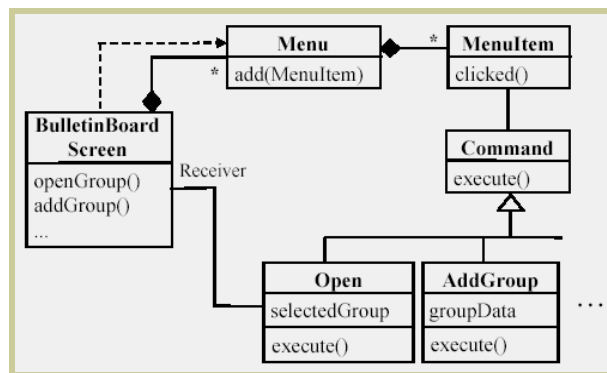 Menu
add(MenuItem)
*
*
MenuItem
clicked()
BulletinBoard
Screen
openGroup()
addGroup()
...
Receiver
Command
execute()
Open
selectedGroup
execute()
AddGroup
groupData
execute()
...